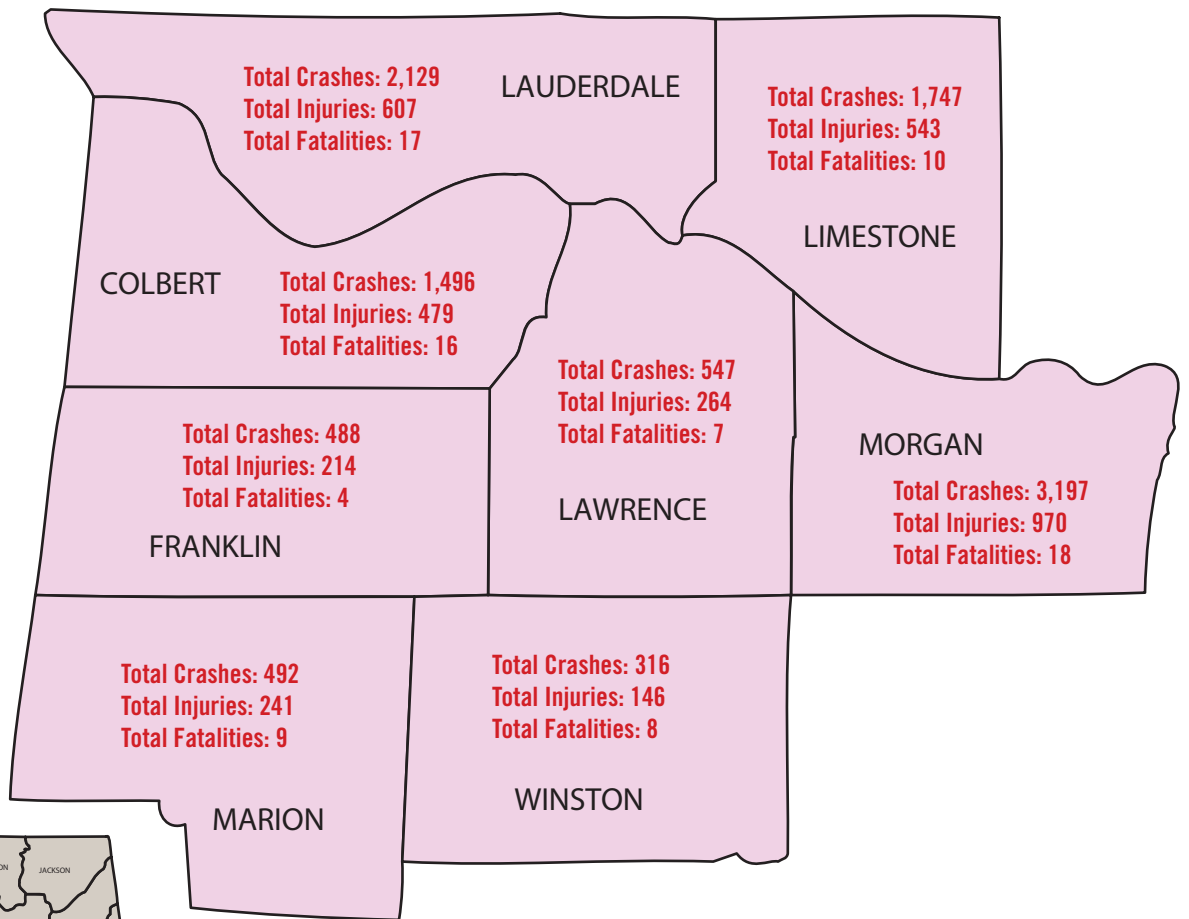 Total Crashes: 2,129
Total Injuries: 607
Total Fatalities: 17
LAUDERDALE
Total Crashes: 1,747
Total Injuries: 543
Total Fatalities: 10
LIMESTONE
COLBERT
Total Crashes: 1,496
Total Injuries: 479
Total Fatalities: 16
Total Crashes: 547
Total Injuries: 264
Total Fatalities: 7
LAWRENCE
Total Crashes: 488
Total Injuries: 214
Total Fatalities: 4
FRANKLIN
MORGAN
Total Crashes: 3,197
Total Injuries: 970
Total Fatalities: 18
Total Crashes: 492
Total Injuries: 241
Total Fatalities: 9
MARION
Total Crashes: 316
Total Injuries: 146
Total Fatalities: 8
WINSTON
ON
JACKSON